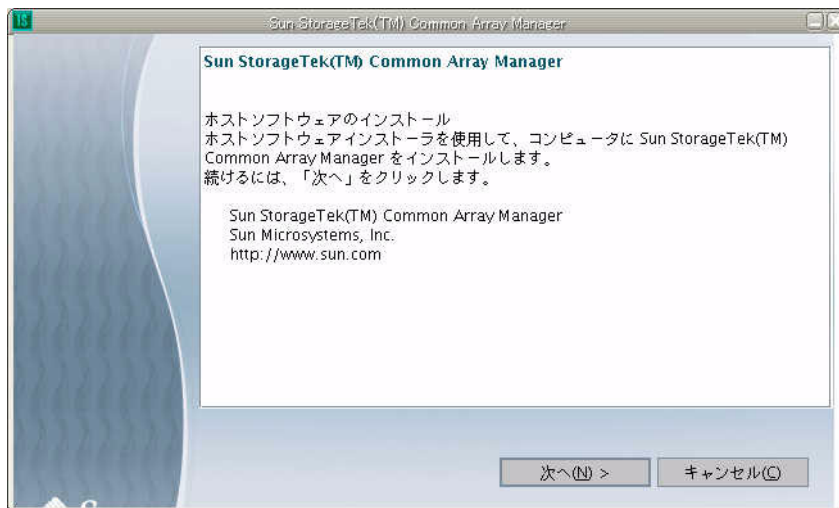 Sun StorageTek(TM) Common Array Manager
Sun StorageTek(TM) Common Array Manager
ホストソフトウェアのインストール
ホストソフトウェアインストーラを使用して、コンピュータに Sun StorageTek(TM)
Common Array Manager をインストールします。
続けるには、「次へ」をクリックします。
Sun StorageTek(TM) Common Array Manager
Sun Microsystems, Inc.
http://www.sun.com
次へ(N) >
キャンセル(C)